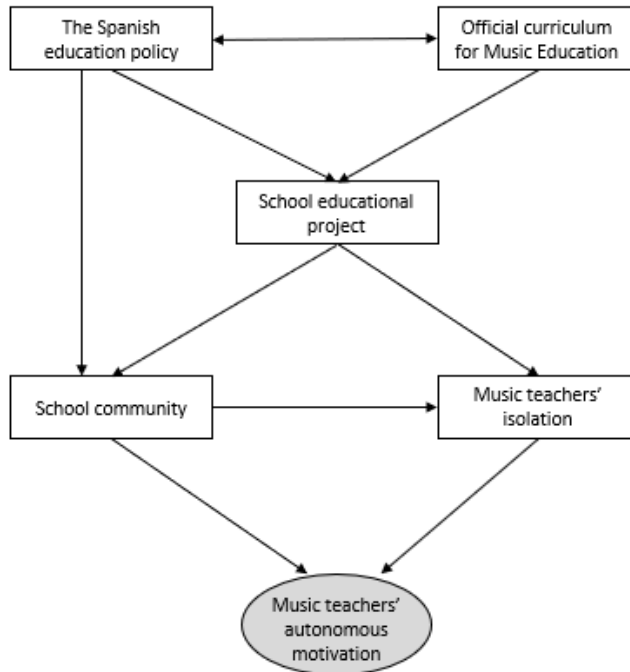 The Spanish
education policy
Official curriculum
for Music Education
School educational
project
School community
Music teachers'
isolation
Music teachers'
autonomous
motivation